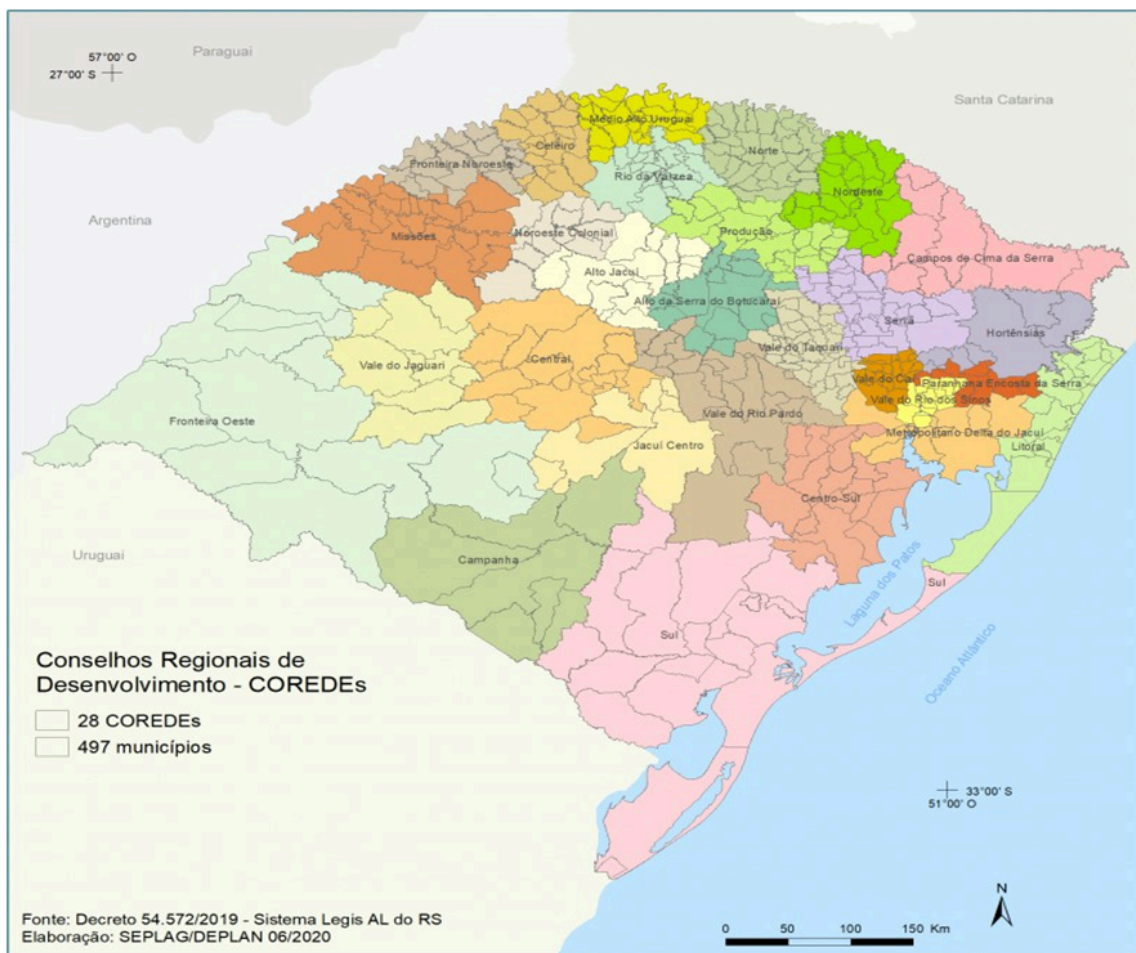 57°00' O
27°00' S
Paraguai
Santa Catarina
Argentina
Uruguai
Médio Alto Uruguai
Celeiro
Norte
Fronteira Noroeste
Rio da Várzea
Nordeste
Missões
Noroeste Colonial
Produção
Campos de Cima da Serra
Alto Jacuí
Alto da Serra do Botucaraí
Serra
Hortênsias
Vale do Taquari
Central
Vale do Jaguari
Vale do Caí
Paranhana Encosta da Serra
Vale do Rio dos Sinos
Vale do Rio Pardo
Fronteira Oeste
Metropolitano Delta do Jacuí
Jacuí Centro
Litoral
Centro-Sul
Campanha
Sul
Laguna dos Patos
Sul
Oceano Atlântico
Conselhos Regionais de
Desenvolvimento - COREDEs
28 COREDEs
497 municípios
33°00' S
51°00' O
Fonte: Decreto 54.572/2019 - Sistema Legis AL do RS
Elaboração: SEPLAG/DEPLAN 06/2020
N
0 50 100 150 Km